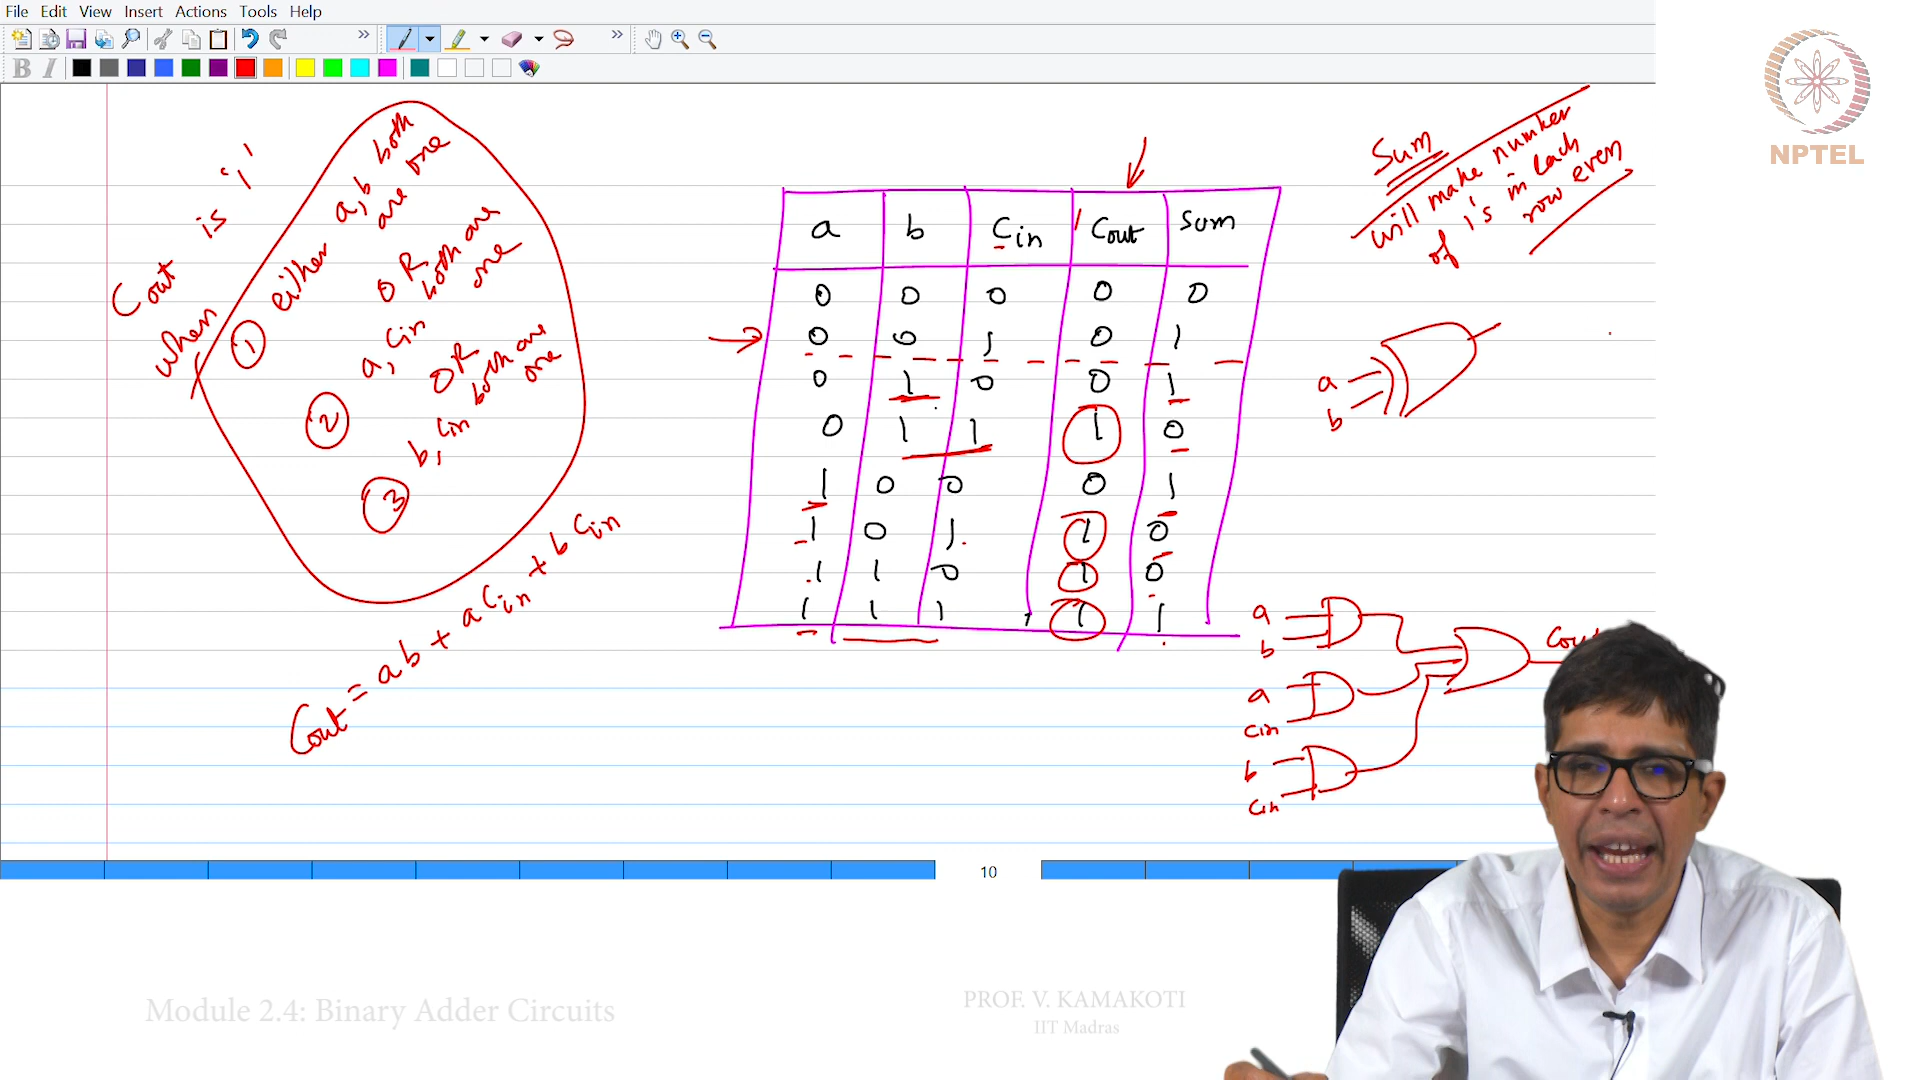 File Edit View Insert Actions Tools Help
B I
NPTEL
Cout is '1'
when
① either a, b both are one
OR
② a, Cin both are one
OR
③ b, Cin both are one
Cout = ab + a Cin + b Cin
a b Cin Cout Sum
0 0 0 0 0
0 0 1 0 1
0 1 0 0 1
0 1 1 1 0
1 0 0 0 1
1 0 1 1 0
1 1 0 1 0
1 1 1 1 1
Sum
will make number
of 1's in each
row even
a
b
a
b
a
Cin
b
Cin
10
Module 2.4: Binary Adder Circuits
PROF. V. KAMAKOTI
IIT Madras